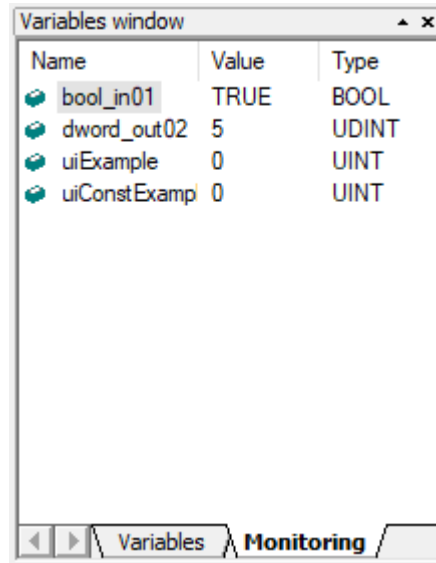 Variables window
Name Value Type
bool_in01 TRUE BOOL
dword_out02 5 UDINT
uiExample 0 UINT
uiConstExampl 0 UINT
Variables Monitoring